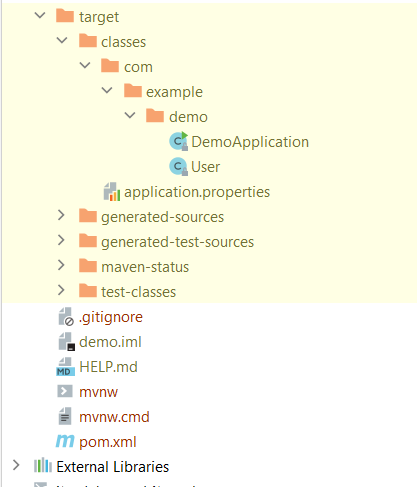 target
classes
com
example
demo
DemoApplication
User
application.properties
generated-sources
generated-test-sources
maven-status
test-classes
.gitignore
demo.iml
MD HELP.md
mvnw
mvnw.cmd
m pom.xml
External Libraries